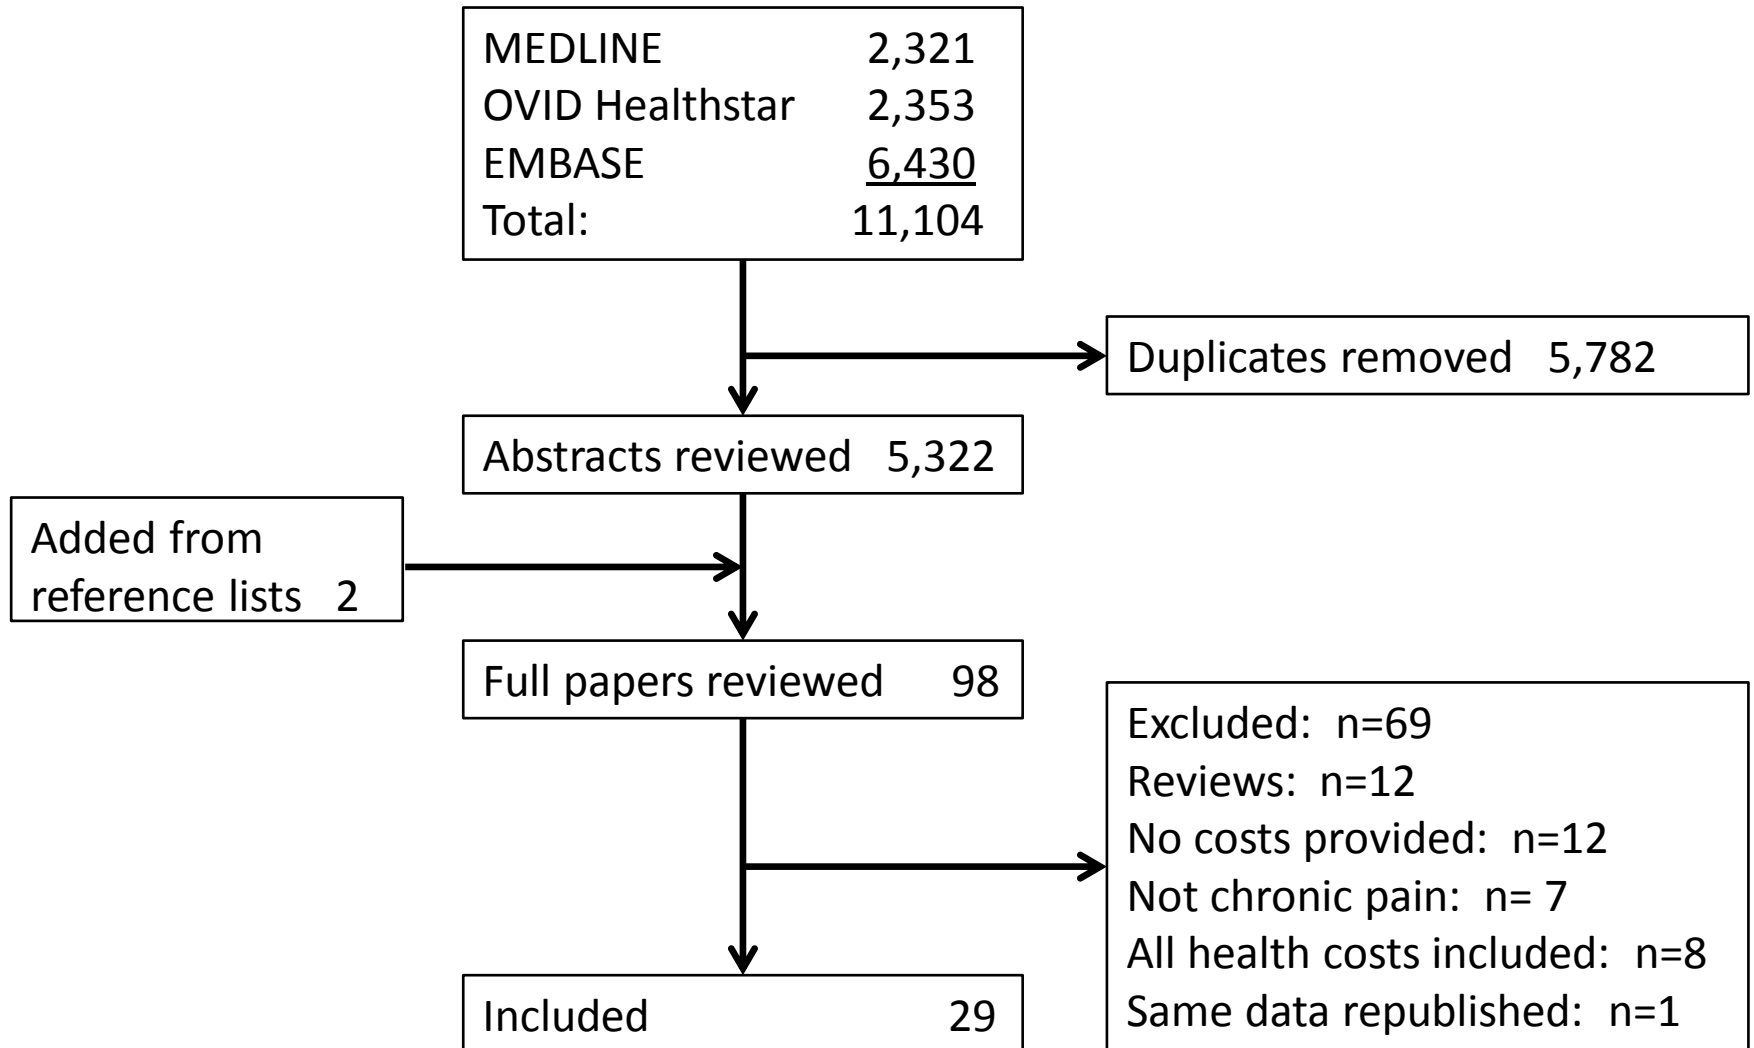 MEDLINE 2,321
OVID Healthstar 2,353
EMBASE 6,430
Total: 11,104
Duplicates removed 5,782
Abstracts reviewed 5,322
Added from
reference lists 2
Full papers reviewed 98
Excluded: n=69
Reviews: n=12
No costs provided: n=12
Not chronic pain: n= 7
All health costs included: n=8
Same data republished: n=1
Included 29